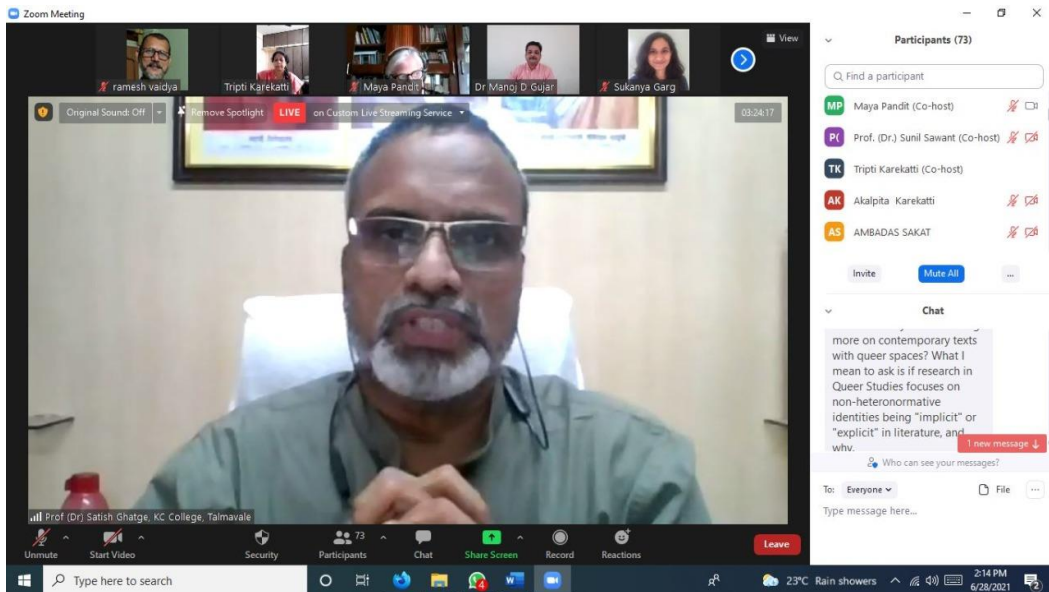 Zoom Meeting
ramesh vaidya
Tripti Karekatti
Maya Pandit
Dr Manoj D Gujar
Sukanya Garg
View
Original Sound: Off
Remove Spotlight
LIVE
on Custom Live Streaming Service
03:24:17
Prof (Dr) Satish Ghatge, KC College, Talmavale
Unmute
Start Video
Security
73
Participants
Chat
Share Screen
Record
Reactions
Leave
Participants (73)
Find a participant
MP Maya Pandit (Co-host)
P( Prof. (Dr.) Sunil Sawant (Co-host)
TK Tripti Karekatti (Co-host)
AK Akalpita Karekatti
AS AMBADAS SAKAT
Invite
Mute All
...
Chat
more on contemporary texts
with queer spaces? What I
mean to ask is if research in
Queer Studies focuses on
non-heteronormative
identities being "implicit" or
"explicit" in literature, and
why.
1 new message
Who can see your messages?
To: Everyone
File
...
Type message here...
Type here to search
4
23°C Rain showers
2:14 PM
6/28/2021
2